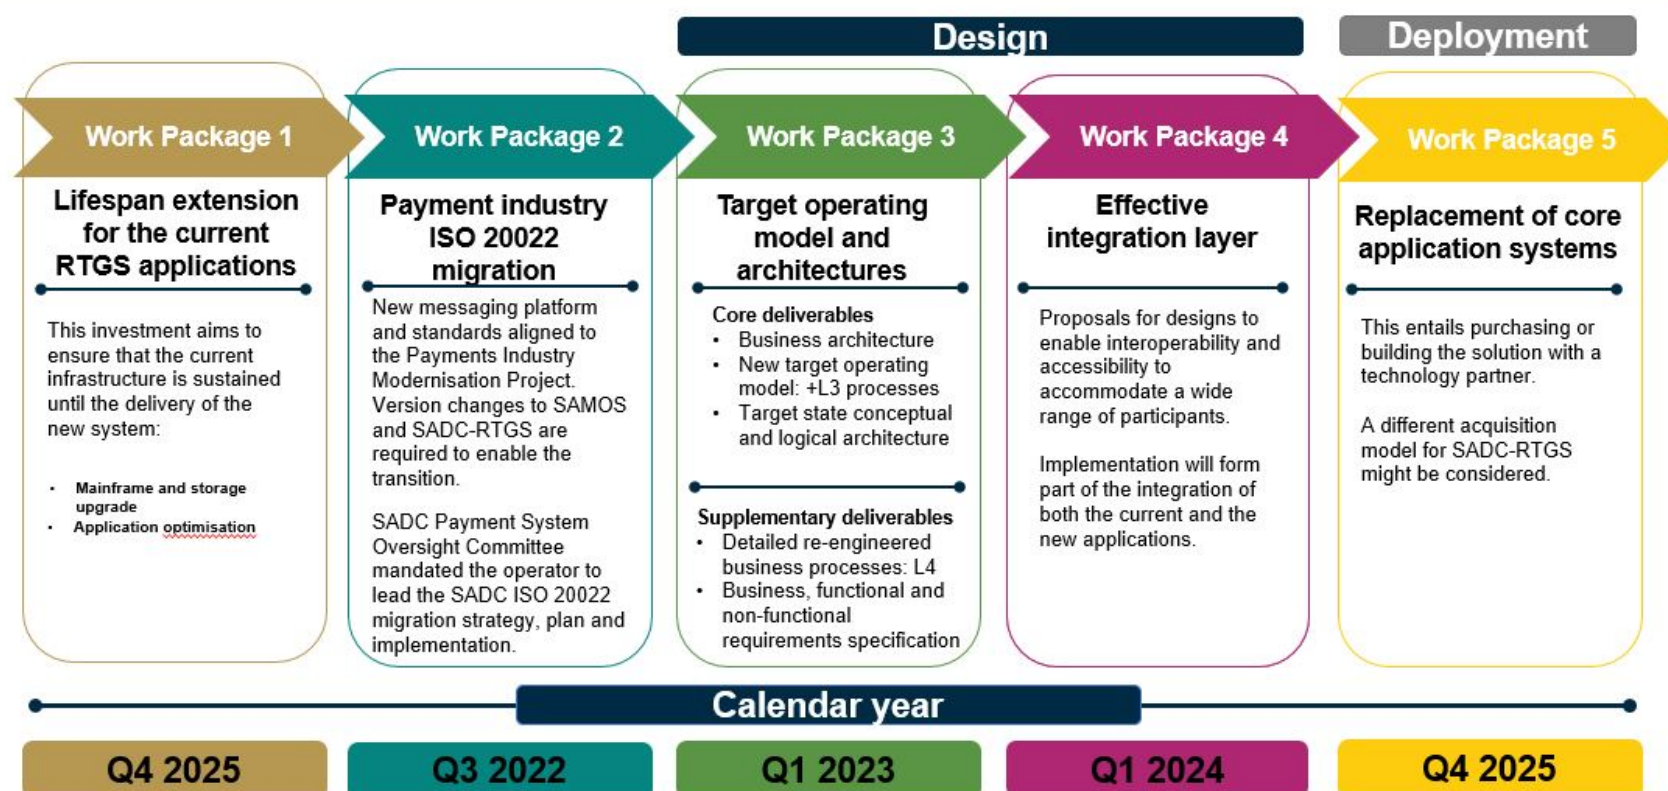 Design
Deployment
Work Package 1
Lifespan extension
for the current
RTGS applications
This investment aims to
ensure that the current
infrastructure is sustained
until the delivery of the
new system:
• Mainframe and storage
upgrade
• Application optimisation
Work Package 2
Payment industry
ISO 20022
migration
New messaging platform
and standards aligned to
the Payments Industry
Modernisation Project.
Version changes to SAMOS
and SADC-RTGS are
required to enable the
transition.
SADC Payment System
Oversight Committee
mandated the operator to
lead the SADC ISO 20022
migration strategy, plan and
implementation.
Work Package 3
Target operating
model and
architectures
Core deliverables
• Business architecture
• New target operating
model: +L3 processes
• Target state conceptual
and logical architecture
Supplementary deliverables
• Detailed re-engineered
business processes: L4
• Business, functional and
non-functional
requirements specification
Work Package 4
Effective
integration layer
Proposals for designs to
enable interoperability and
accessibility to
accommodate a wide
range of participants.
Implementation will form
part of the integration of
both the current and the
new applications.
Work Package 5
Replacement of core
application systems
This entails purchasing or
building the solution with a
technology partner.
A different acquisition
model for SADC-RTGS
might be considered.
Calendar year
Q4 2025
Q3 2022
Q1 2023
Q1 2024
Q4 2025